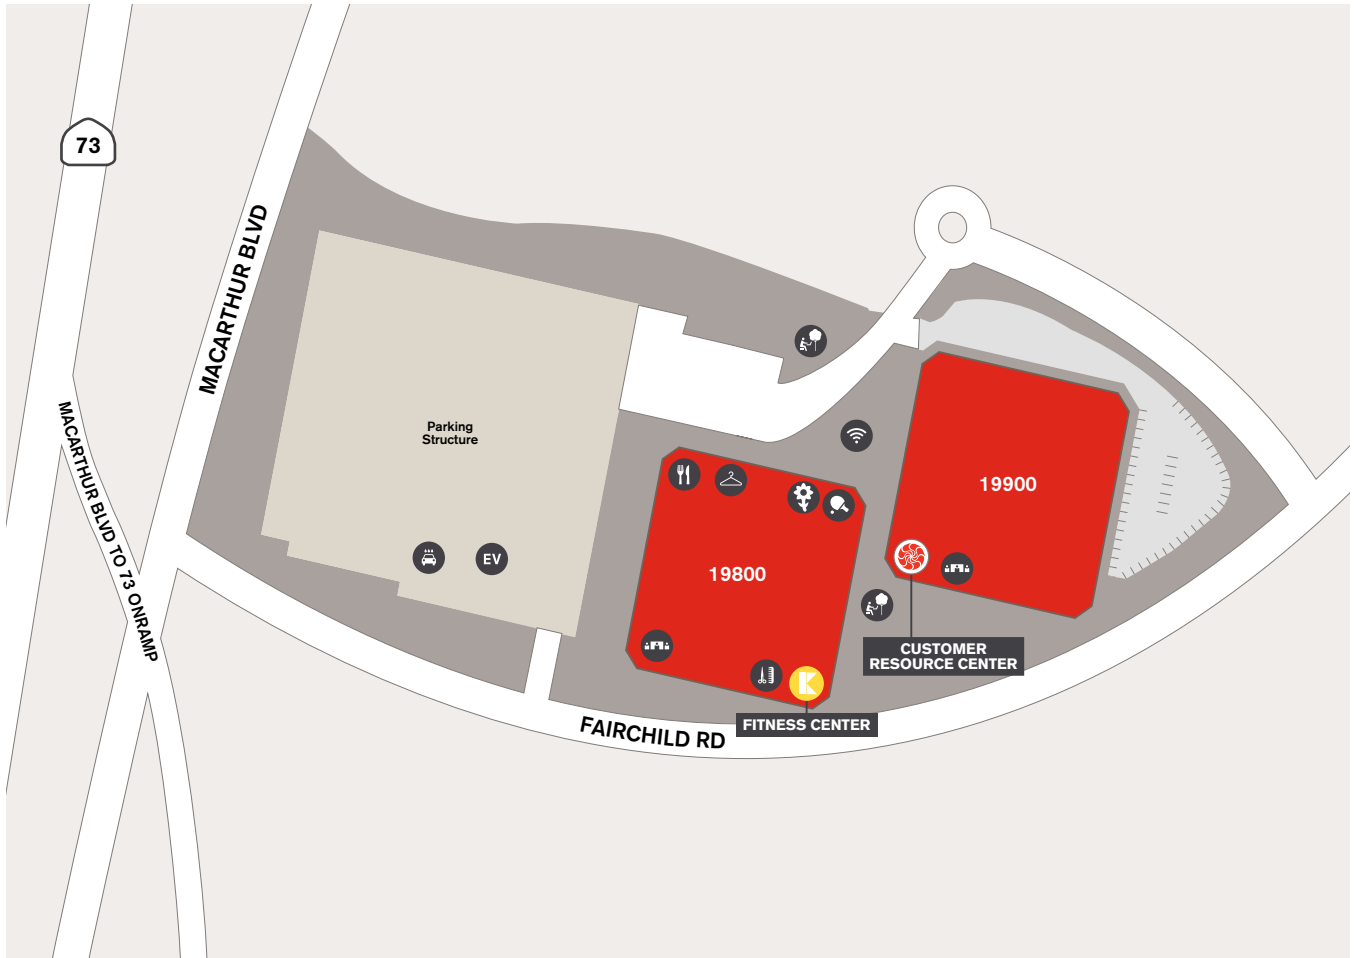 73
MACARTHUR BLVD
MACARTHUR BLVD TO 73 ONRAMP
Parking
Structure
EV
19800
19900
CUSTOMER
RESOURCE CENTER
FITNESS CENTER
FAIRCHILD RD